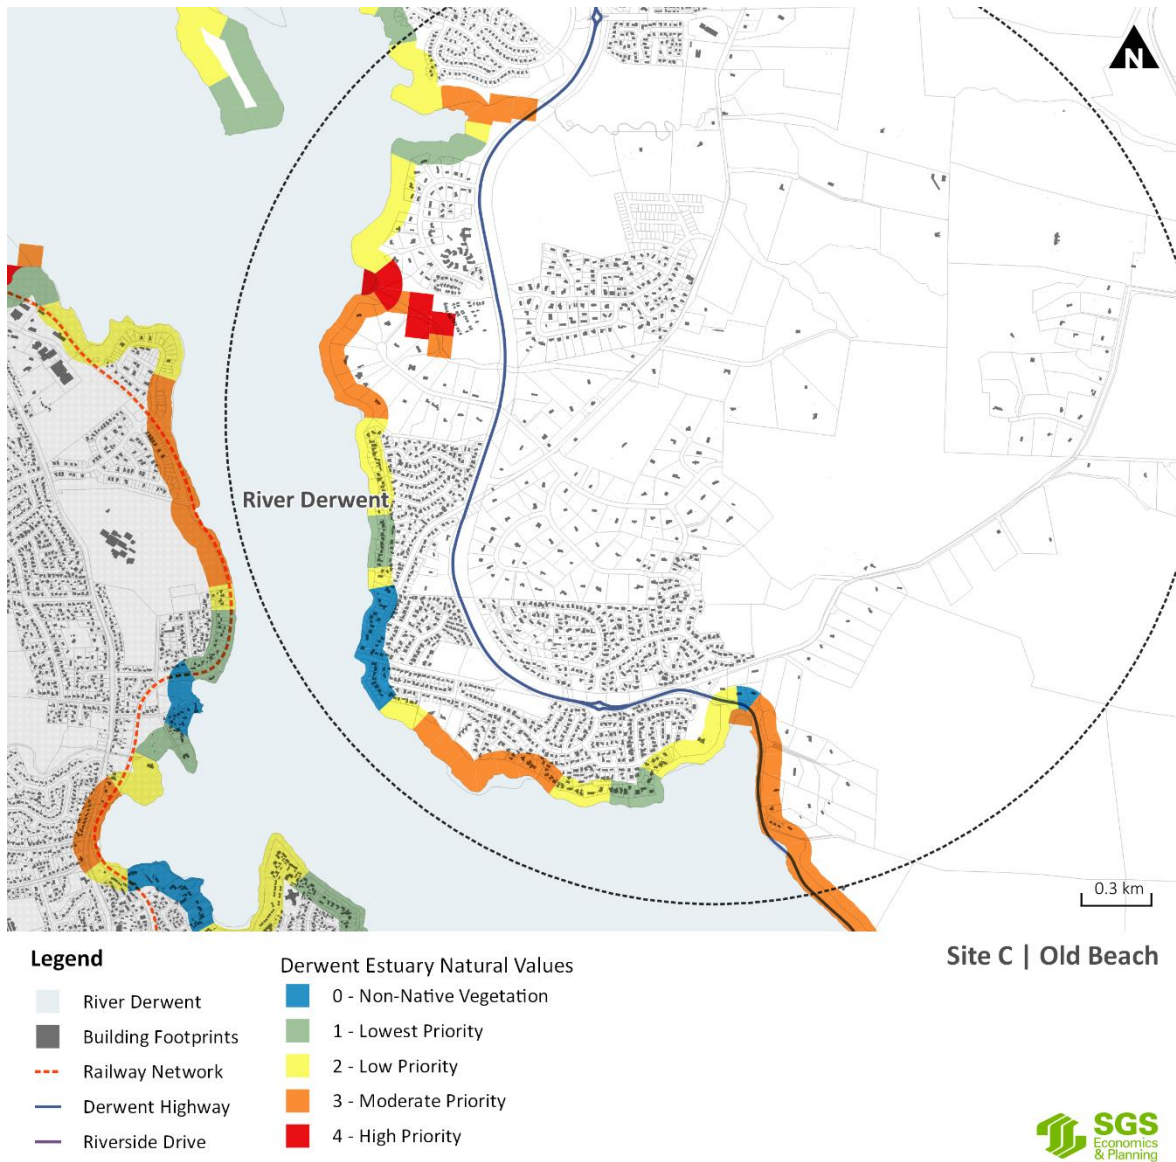 N
River Derwent
0.3 km
Site C | Old Beach
Legend
River Derwent
Building Footprints
Railway Network
Derwent Highway
Riverside Drive
Derwent Estuary Natural Values
0 - Non-Native Vegetation
1 - Lowest Priority
2 - Low Priority
3 - Moderate Priority
4 - High Priority
SGS
Economics
& Planning